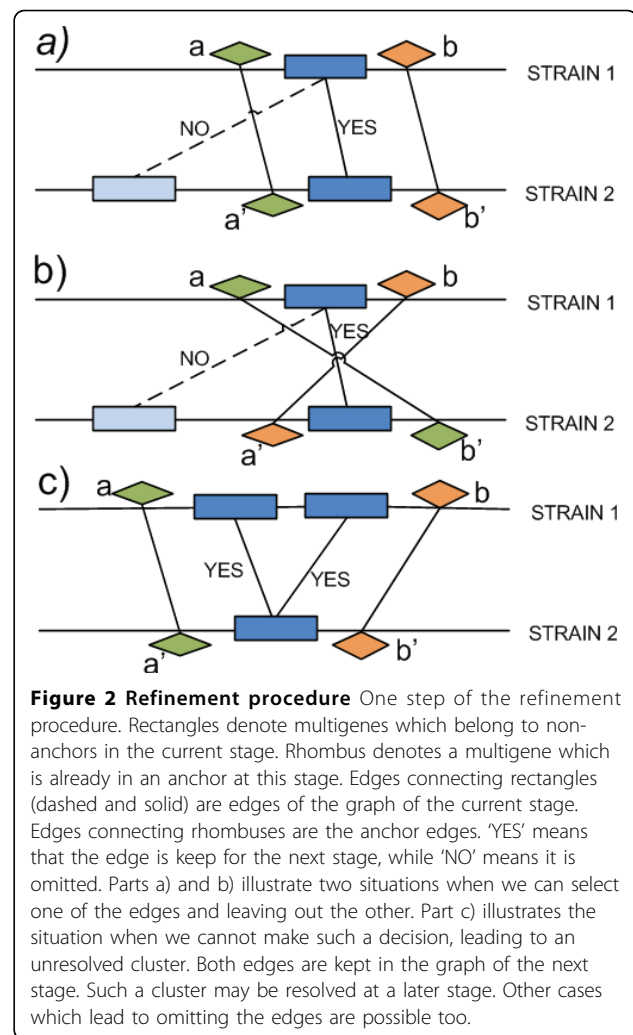 a)
a
b
STRAIN 1
NO
YES
STRAIN 2
a'
b'
b)
a
b
STRAIN 1
NO
YES
STRAIN 2
a'
b'
c)
a
b
STRAIN 1
YES
YES
STRAIN 2
a'
b'
Figure 2 Refinement procedure One step of the refinement
procedure. Rectangles denote multigenes which belong to non-
anchors in the current stage. Rhombus denotes a multigene which
is already in an anchor at this stage. Edges connecting rectangles
(dashed and solid) are edges of the graph of the current stage.
Edges connecting rhombuses are the anchor edges. ‘YES’ means
that the edge is keep for the next stage, while ‘NO’ means it is
omitted. Parts a) and b) illustrate two situations when we can select
one of the edges and leaving out the other. Part c) illustrates the
situation when we cannot make such a decision, leading to an
unresolved cluster. Both edges are kept in the graph of the next
stage. Such a cluster may be resolved at a later stage. Other cases
which lead to omitting the edges are possible too.